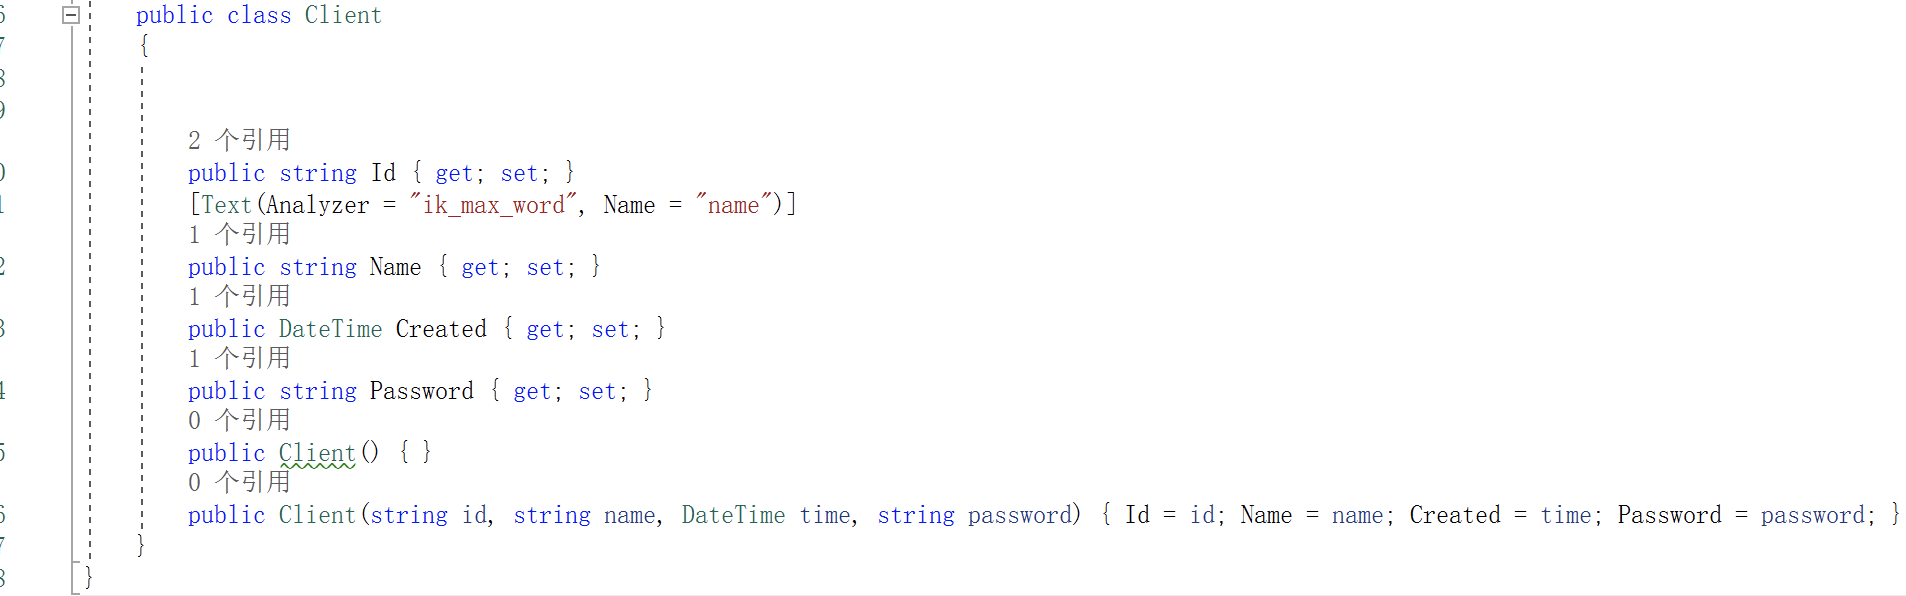 public class Client
{
2 个引用
public string Id { get; set; }
[Text(Analyzer = "ik_max_word", Name = "name")]
1 个引用
public string Name { get; set; }
1 个引用
public DateTime Created { get; set; }
1 个引用
public string Password { get; set; }
0 个引用
public Client() { }
0 个引用
public Client(string id, string name, DateTime time, string password) { Id = id; Name = name; Created = time; Password = password; }
}
}